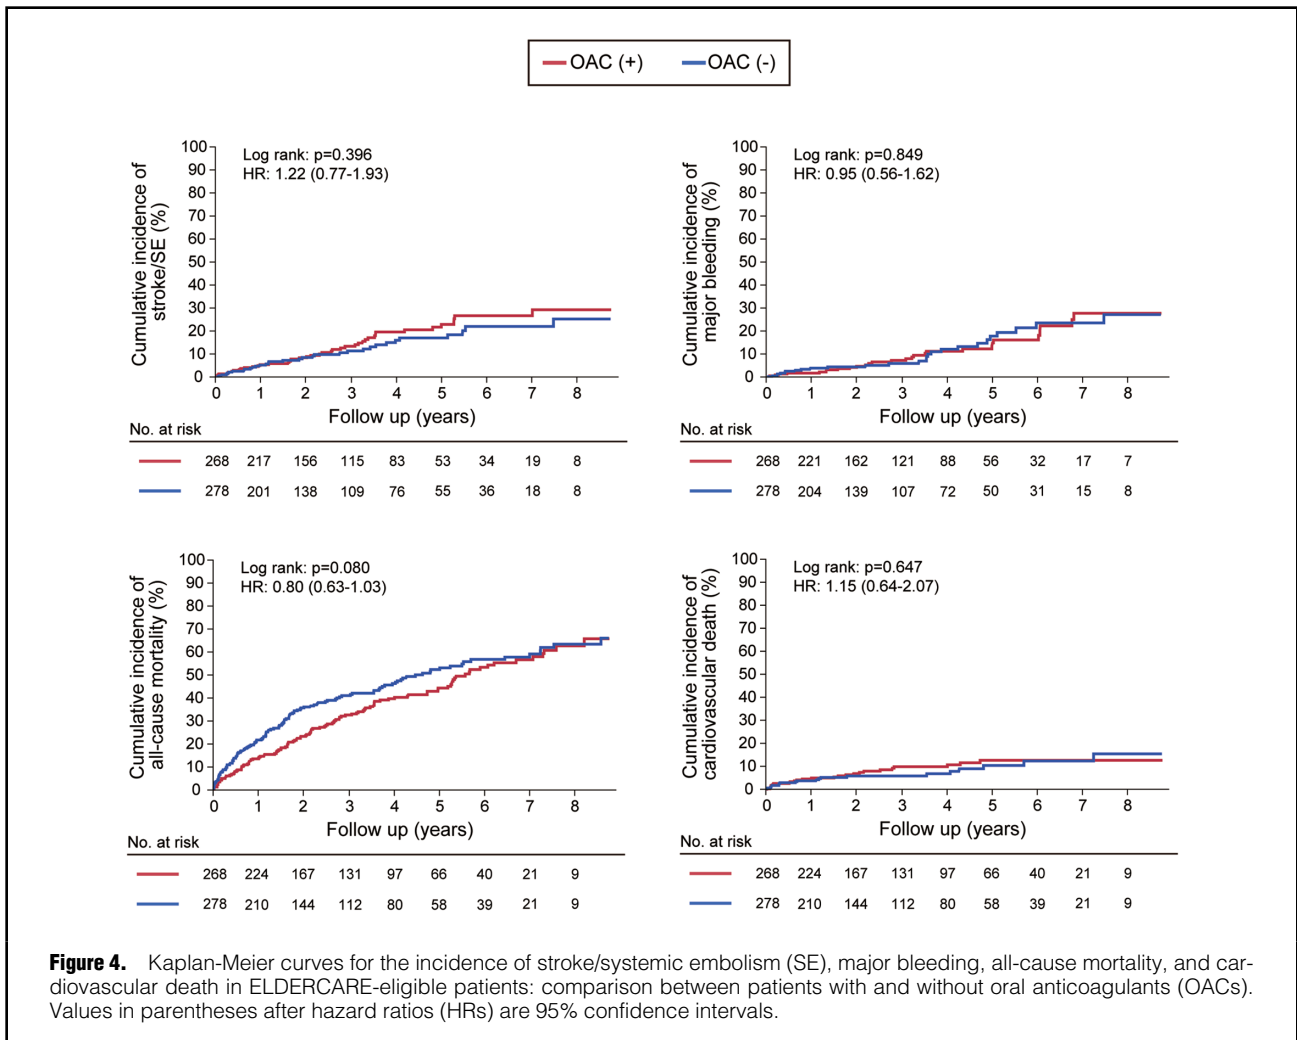 OAC (+) OAC (-)
Cumulative incidence of
stroke/SE (%)
100
90
80
70
60
50
40
30
20
10
0
Log rank: p=0.396
HR: 1.22 (0.77-1.93)
0 1 2 3 4 5 6 7 8
Follow up (years)
No. at risk
268 217 156 115 83 53 34 19 8
278 201 138 109 76 55 36 18 8
Cumulative incidence of
major bleeding (%)
100
90
80
70
60
50
40
30
20
10
0
Log rank: p=0.849
HR: 0.95 (0.56-1.62)
0 1 2 3 4 5 6 7 8
Follow up (years)
No. at risk
268 221 162 121 88 56 32 17 7
278 204 139 107 72 50 31 15 8
Cumulative incidence of
all-cause mortality (%)
100
90
80
70
60
50
40
30
20
10
0
Log rank: p=0.080
HR: 0.80 (0.63-1.03)
0 1 2 3 4 5 6 7 8
Follow up (years)
No. at risk
268 224 167 131 97 66 40 21 9
278 210 144 112 80 58 39 21 9
Cumulative incidence of
cardiovascular death (%)
100
90
80
70
60
50
40
30
20
10
0
Log rank: p=0.647
HR: 1.15 (0.64-2.07)
0 1 2 3 4 5 6 7 8
Follow up (years)
No. at risk
268 224 167 131 97 66 40 21 9
278 210 144 112 80 58 39 21 9
Figure 4. Kaplan-Meier curves for the incidence of stroke/systemic embolism (SE), major bleeding, all-cause mortality, and car-
diovascular death in ELDERCARE-eligible patients: comparison between patients with and without oral anticoagulants (OACs).
Values in parentheses after hazard ratios (HRs) are 95% confidence intervals.